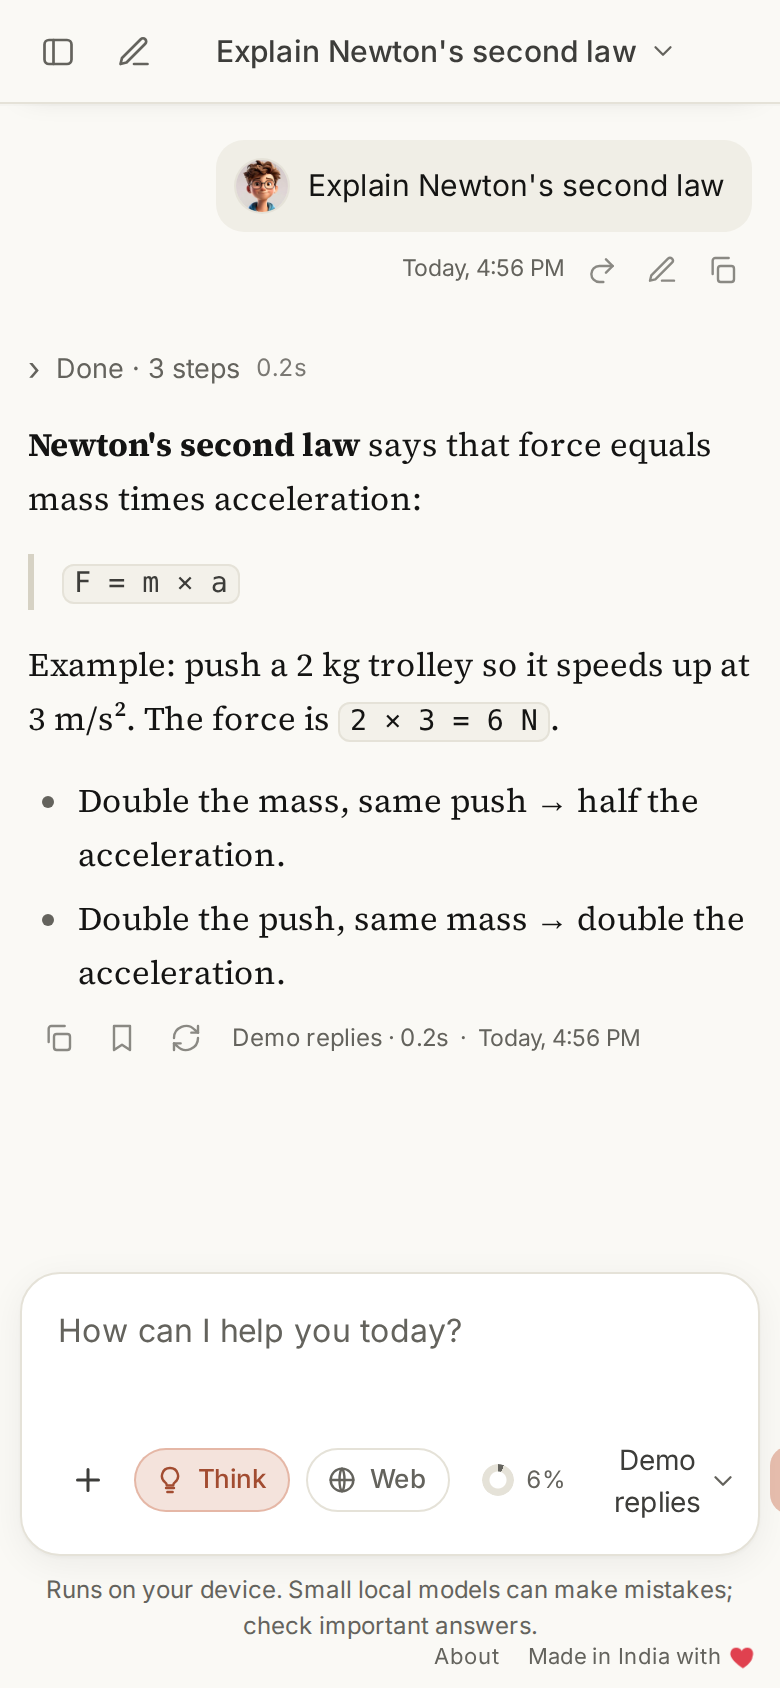 Explain Newton's second law
Explain Newton's second law
Today, 4:56 PM
Done · 3 steps 0.2s
Newton's second law says that force equals
mass times acceleration:
F = m × a
Example: push a 2 kg trolley so it speeds up at
3 m/s². The force is 2 × 3 = 6 N.
• Double the mass, same push → half the
acceleration.
• Double the push, same mass → double the
acceleration.
Demo replies · 0.2s · Today, 4:56 PM
How can I help you today?
Think Web 6% Demo
replies
Runs on your device. Small local models can make mistakes;
check important answers.
About Made in India with ❤️